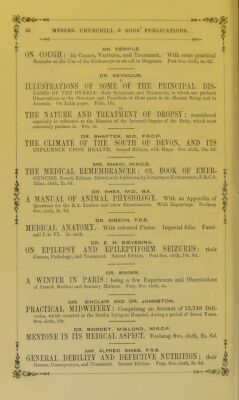 32 MESSRS. CHURCHILL & SONS' PUBLICATIONS.
DR. SEMPLE.
ON COUGH: its Causes, Varieties, and Treatment. With some practical
Remarks on the Use of the Stethoscope as an aid to Diagnosis. Post 8vo. cloth, 4s. 6d.
DR. SEYMOUR.
I.
ILLUSTRATIONS OF SOME OF THE PRINCIPAL DIS-
EASES OF THE OVARIA: their Symptoms and Treatment; to which are prefixed
Observations on the Structure and Functions of those parts in the Human Being and in
Animals. On India paper. Folio, 16s.
II.
THE NATURE AND TREATMENT OF DROPSY; considered
especially in reference to the Diseases of the Internal Organs of the Body, which most
commonly produce it. 8vo. 5s.
DR. SHAPTER, M.D., F.R.C.P.
THE CLIMATE OF THE SOUTH OF DEVON, AND ITS
INFLUENCE UPON HEALTH. Second Edition, with Maps. 8vo. cloth, 10s. 6d.
MR. SHAW, M.R.C.S.
THE MEDICAL REMEMBRANCER; OR, BOOK OF EMER-
GENCIES. Fourth Edition. Edited, with Additions, by JONATHAN HUTCHINSON, F.R.C.S.
32mo. cloth, 2s. 6d.
DR. SHEA, M.D., B.A.
A MANUAL OF ANIMAL PHYSIOLOGY. With an Appendix of
Questions for the B.A. London and other Examinations. With Engravings. Foolscap
8vo. cloth, 5s. 6d.
DR. SIBSON, F.R.S.
MEDICAL ANATOMY. With coloured Plates. Imperial folio. Fasci-
culi I. to VI. 5s. each.
DR. E. H. SIEVEKING.
ON EPILEPSY AND EPILEPTIFORM SEIZURES: their
Causes, Pathology, and Treatment. Second Edition. Post 8vo. cloth, 10s. 6d.
DR. SIMMS.
A WINTER IN PARIS: being a few Experiences and Observations
of French Medical and Sanitary Matters. Fcap. 8vo. cloth, 4s.
MR. SINCLAIR AND DR. JOHNSTON.
PRACTICAL MIDWIFERY: Comprising an Account of 13,748 Deli-
veries, which occurred in the Dublin Lying-in Hospital, during a period of Seven Years.
8vo. cloth, 10s.
DR. SIORDET, M.B.LOND., M.R.C.P.
MENTONE IN ITS MEDICAL ASPECT. Foolscap 8vo. cloth, 2s. 6d.
MR. ALFRED SMEE, F.R.S.
GENERAL DEBILITY AND DEFECTIVE NUTRITION; their
Causes, Consequences, and Treatment. Second Edition. Fcap. 8vo. cloth, 3s. 6d.